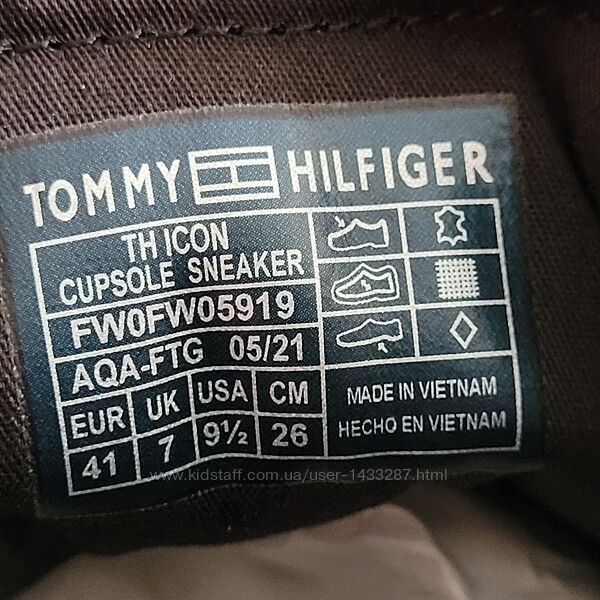 TOMMY HILFIGER
TH ICON
CUPSOLE SNEAKER
FW0FW05919
AQA-FTG 05/21
EUR UK USA CM
41 7 9½ 26
MADE IN VIETNAM
HECHO EN VIETNAM
www.kidstaff.com.ua/user-1433287.html